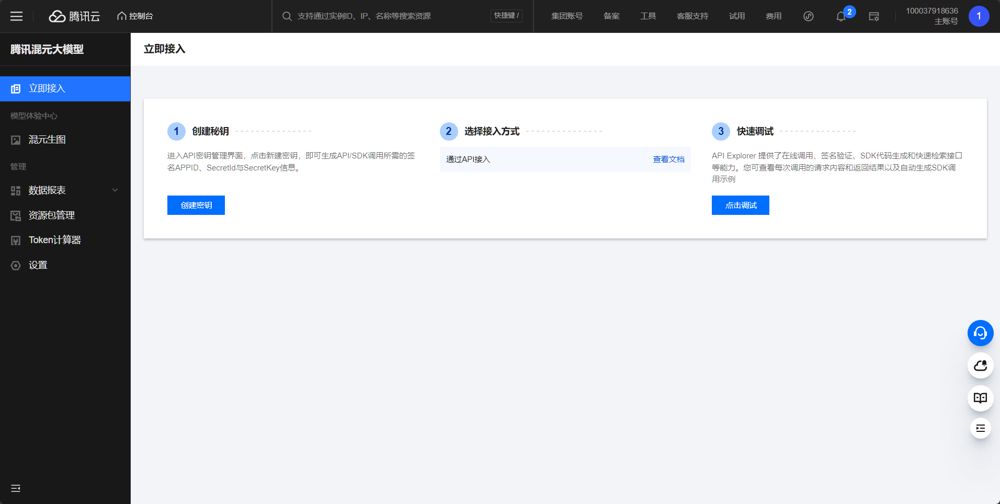 腾讯云
控制台
支持通过实例ID、IP、名称等搜索资源
快捷键 /
集团账号
备案
工具
客服支持
试用
费用
2
100037918636
主账号
1
腾讯混元大模型
立即接入
立即接入
模型体验中心
混元生图
管理
数据报表
资源包管理
Token计算器
设置
1 创建秘钥
进入API密钥管理界面，点击新建密钥，即可生成API/SDK调用所需的签
名APPID、SecretId与SecretKey信息。
创建密钥
2 选择接入方式
通过API接入 查看文档
3 快速调试
API Explorer 提供了在线调用、签名验证、SDK代码生成和快速检索接口
等能力。您可查看每次调用的请求内容和返回结果以及自动生成SDK调
用示例
点击调试